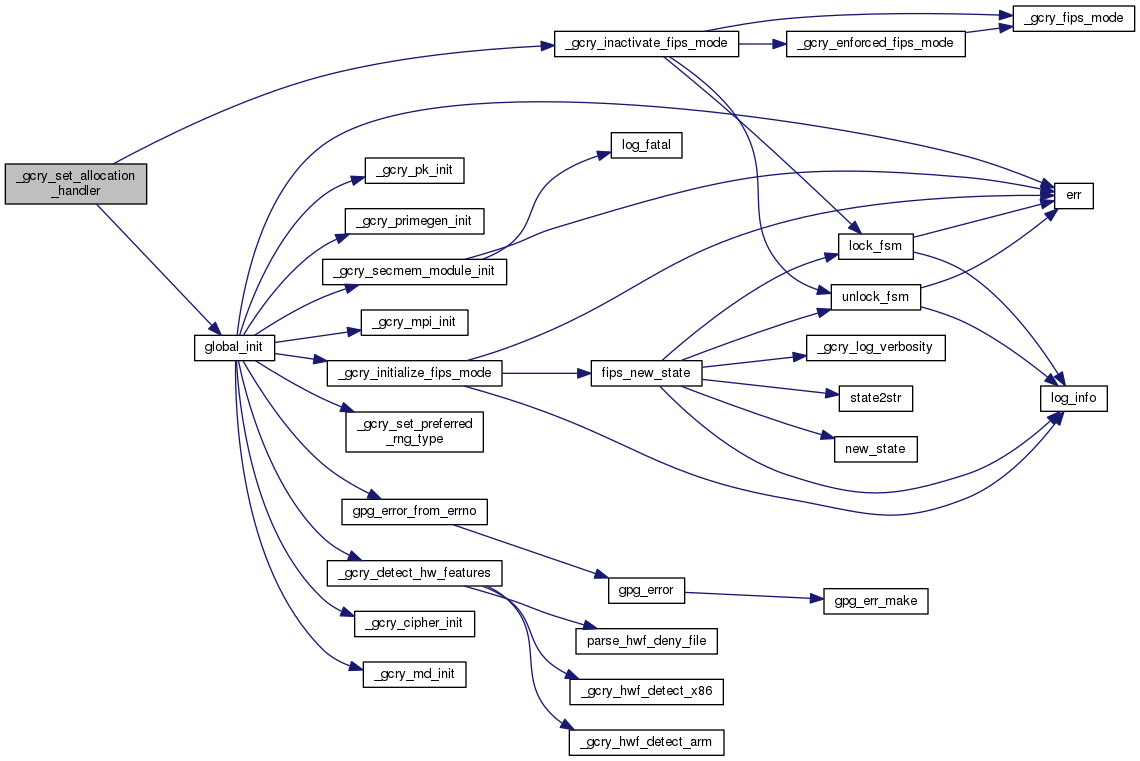 _gcry_fips_mode
_gcry_inactivate_fips_mode
_gcry_enforced_fips_mode
log_fatal
_gcry_pk_init
_gcry_set_allocation
_handler
err
_gcry_primegen_init
lock_fsm
_gcry_secmem_module_init
unlock_fsm
_gcry_mpi_init
global_init
_gcry_log_verbosity
_gcry_initialize_fips_mode
fips_new_state
state2str
log_info
_gcry_set_preferred
_rng_type
new_state
gpg_error_from_errno
_gcry_detect_hw_features
gpg_error
gpg_err_make
_gcry_cipher_init
parse_hwf_deny_file
_gcry_md_init
_gcry_hwf_detect_x86
_gcry_hwf_detect_arm